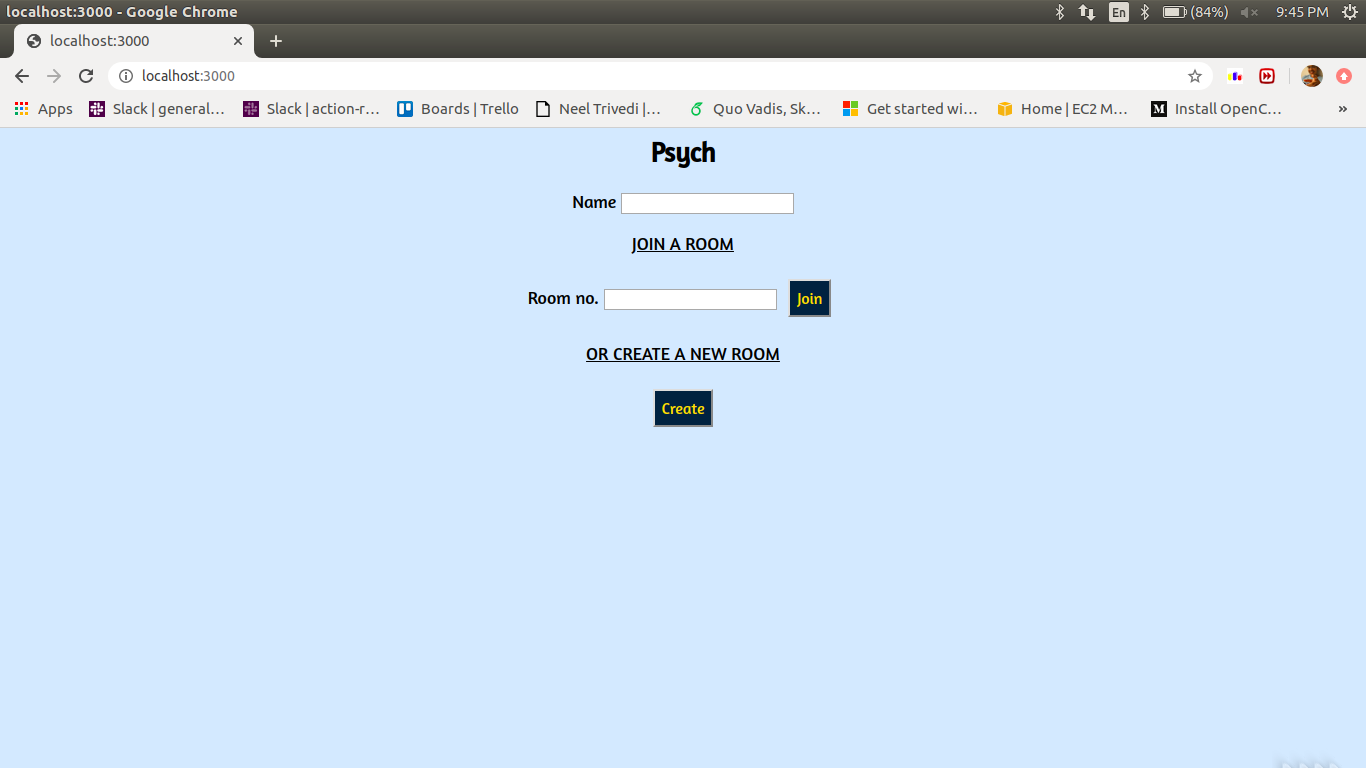 localhost:3000 - Google Chrome
En
(84%)
9:45 PM
localhost:3000
localhost:3000
Apps
Slack | general…
Slack | action-r…
Boards | Trello
Neel Trivedi |…
Quo Vadis, Sk…
Get started wi…
Home | EC2 M…
M
Install OpenC…
»
Psych
Name
JOIN A ROOM
Room no.
Join
OR CREATE A NEW ROOM
Create